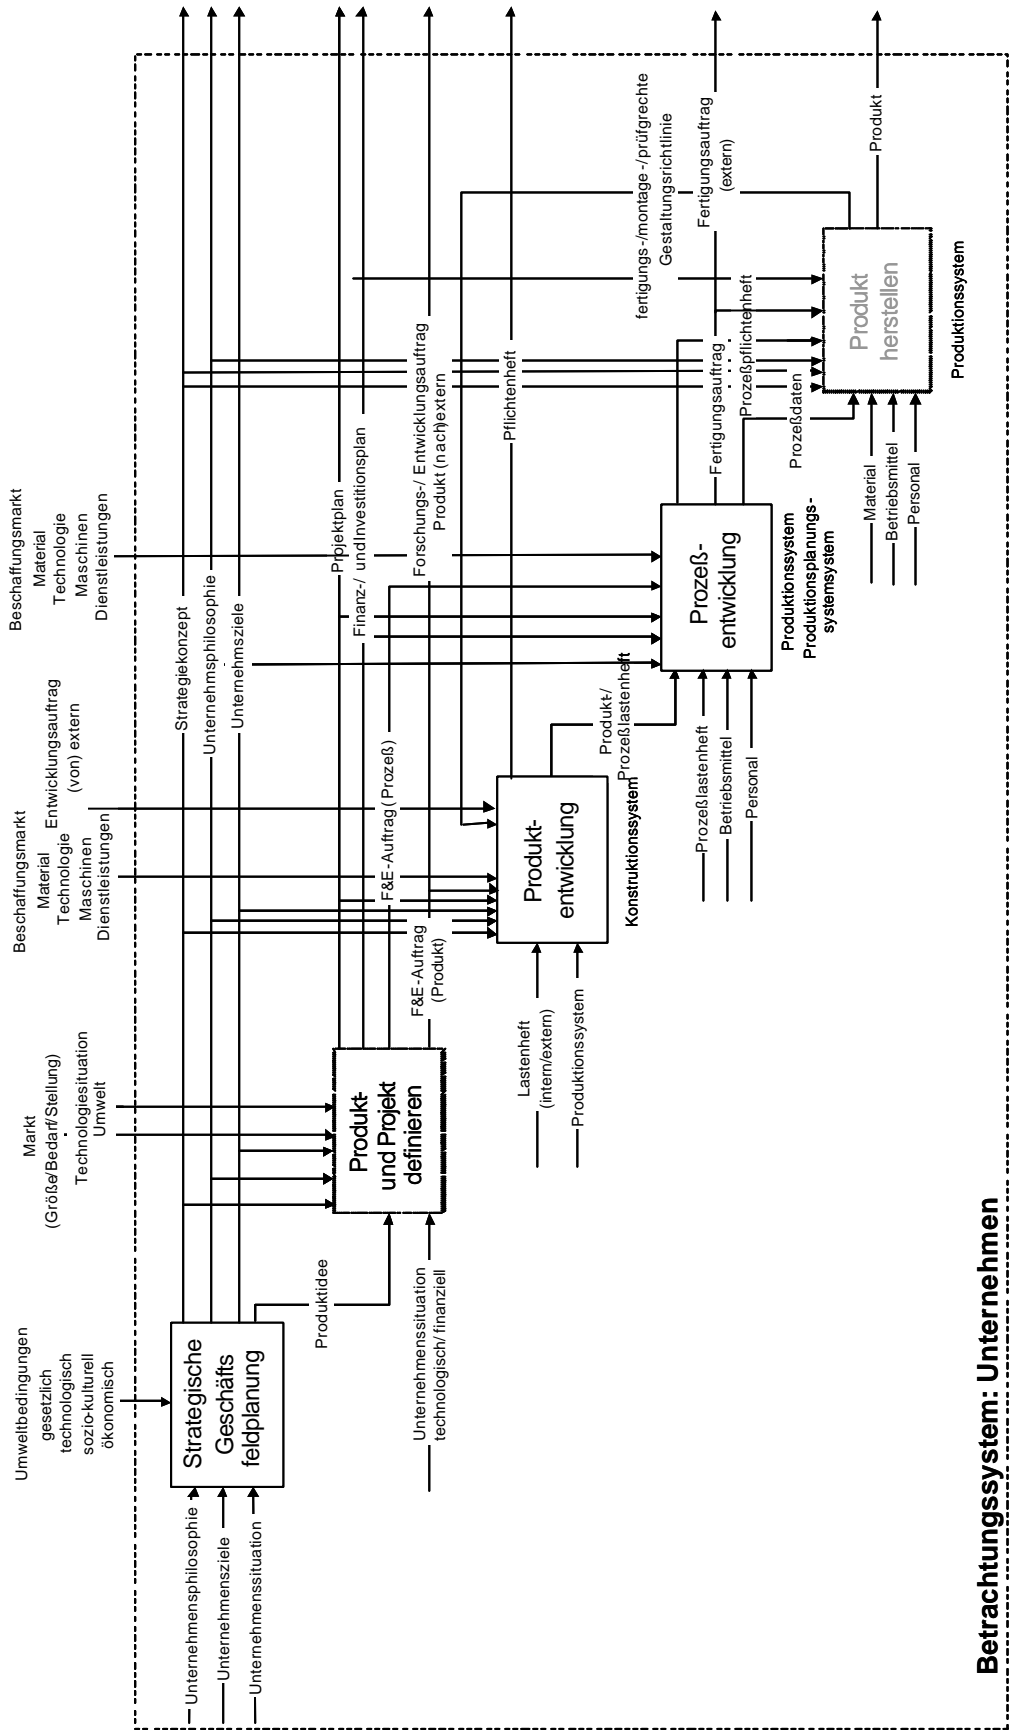 Umweltbedingungen
gesetzlich
technologisch
sozio-kulturell
ökonomisch
Markt
(Größe/Bedarf/Stellung)
Technologiesituation
Umwelt
Beschaffungsmarkt
Material
Technologie
Maschinen
Dienstleistungen
Entwicklungsauftrag
(von) extern
Beschaffungsmarkt
Material
Technologie
Maschinen
Dienstleistungen
Unternehmensphilosophie
Unternehmensziele
Unternehmenssituation
Strategische
Geschäfts
feldplanung
Strategiekonzept
Unternehmsphilosophie
Unternehmsziele
Produktidee
Unternehmenssituation
technologisch/finanziell
Produkt-
und Projekt
definieren
Projektplan
Finanz-/ und Investitionsplan
F&E-Auftrag (Prozeß)
F&E-Auftrag
(Produkt)
Forschungs-/ Entwicklungsauftrag
Produkt (nach) extern
Lastenheft
(intern/extern)
Produktionssystem
Produkt-
entwicklung
Konstruktionssystem
Pflichtenheft
Produkt-/
Prozeßlastenheft
Prozeßlastenheft
Betriebsmittel
Personal
Prozeß-
entwicklung
Produktionssystem
Produktionsplanungs-
systemsystem
fertigungs-/montage-/prüfgrechte
Gestaltungsrichtlinie
Fertigungsauftrag
(extern)
Fertigungsauftrag
Prozeßpflichtenheft
Prozeßdaten
Material
Betriebsmittel
Personal
Produkt
herstellen
Produktionssystem
Produkt
Betrachtungssystem: Unternehmen